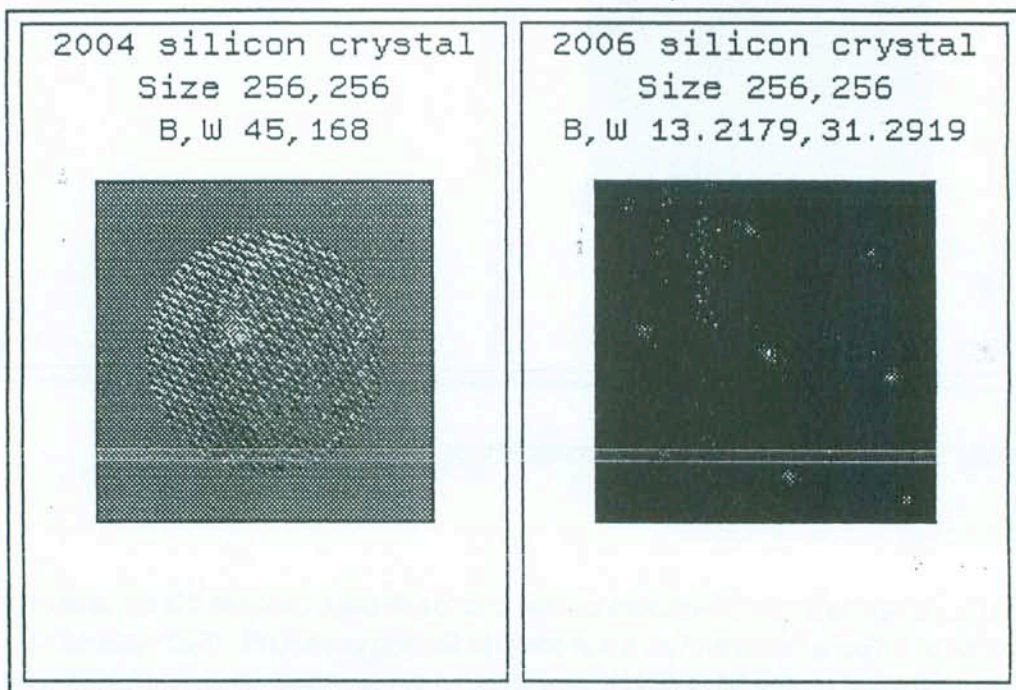 2004 silicon crystal
Size 256,256
B,W 45,168
2006 silicon crystal
Size 256,256
B,W 13.2179,31.2919